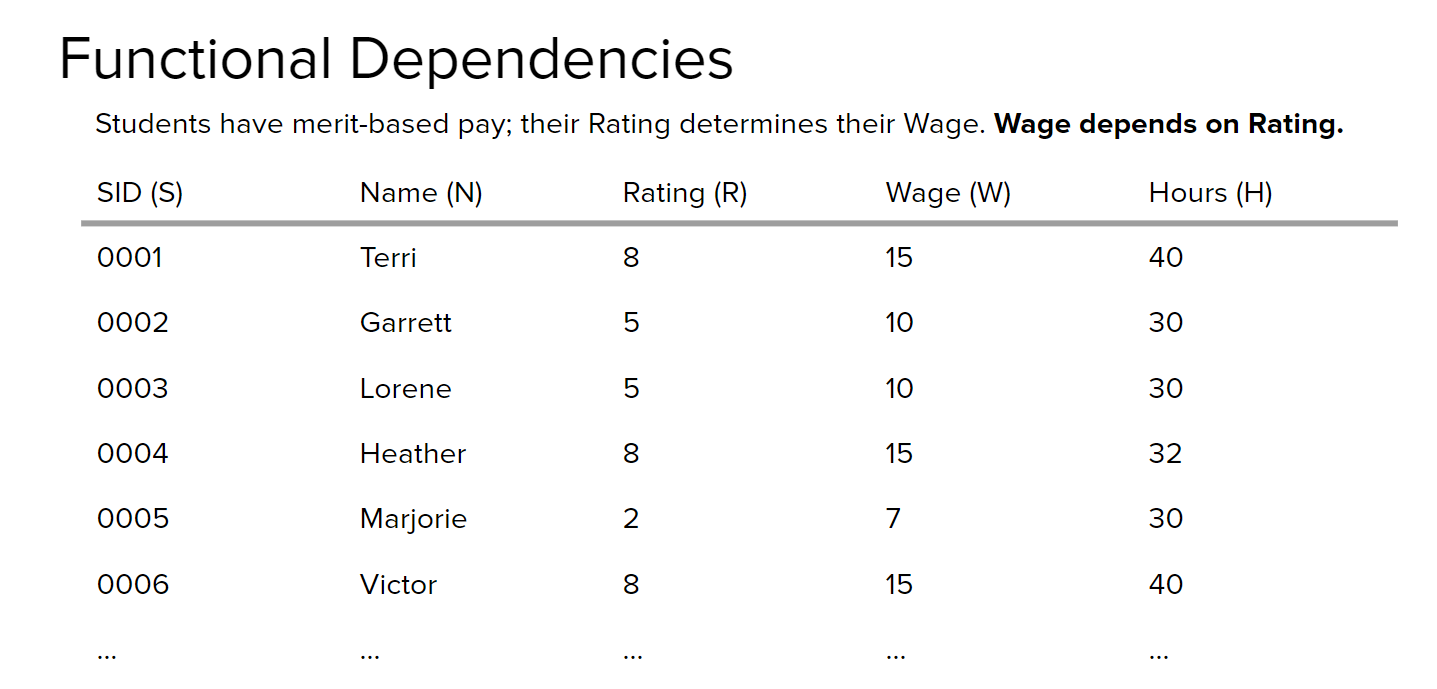 Functional Dependencies
Students have merit-based pay; their Rating determines their Wage. Wage depends on Rating.
SID (S) Name (N) Rating (R) Wage (W) Hours (H)
0001 Terri 8 15 40
0002 Garrett 5 10 30
0003 Lorene 5 10 30
0004 Heather 8 15 32
0005 Marjorie 2 7 30
0006 Victor 8 15 40
... ... ... ... ...